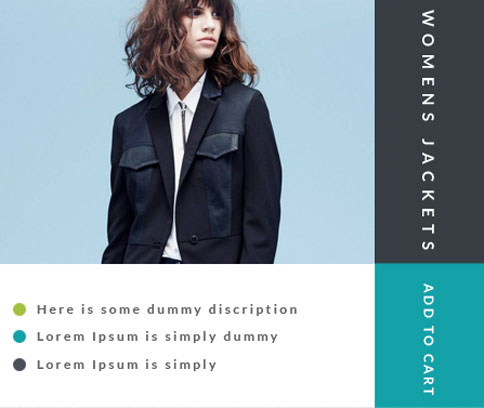 WOMENS JACKETS
ADD TO CART
Here is some dummy discription
Lorem Ipsum is simply dummy
Lorem Ipsum is simply